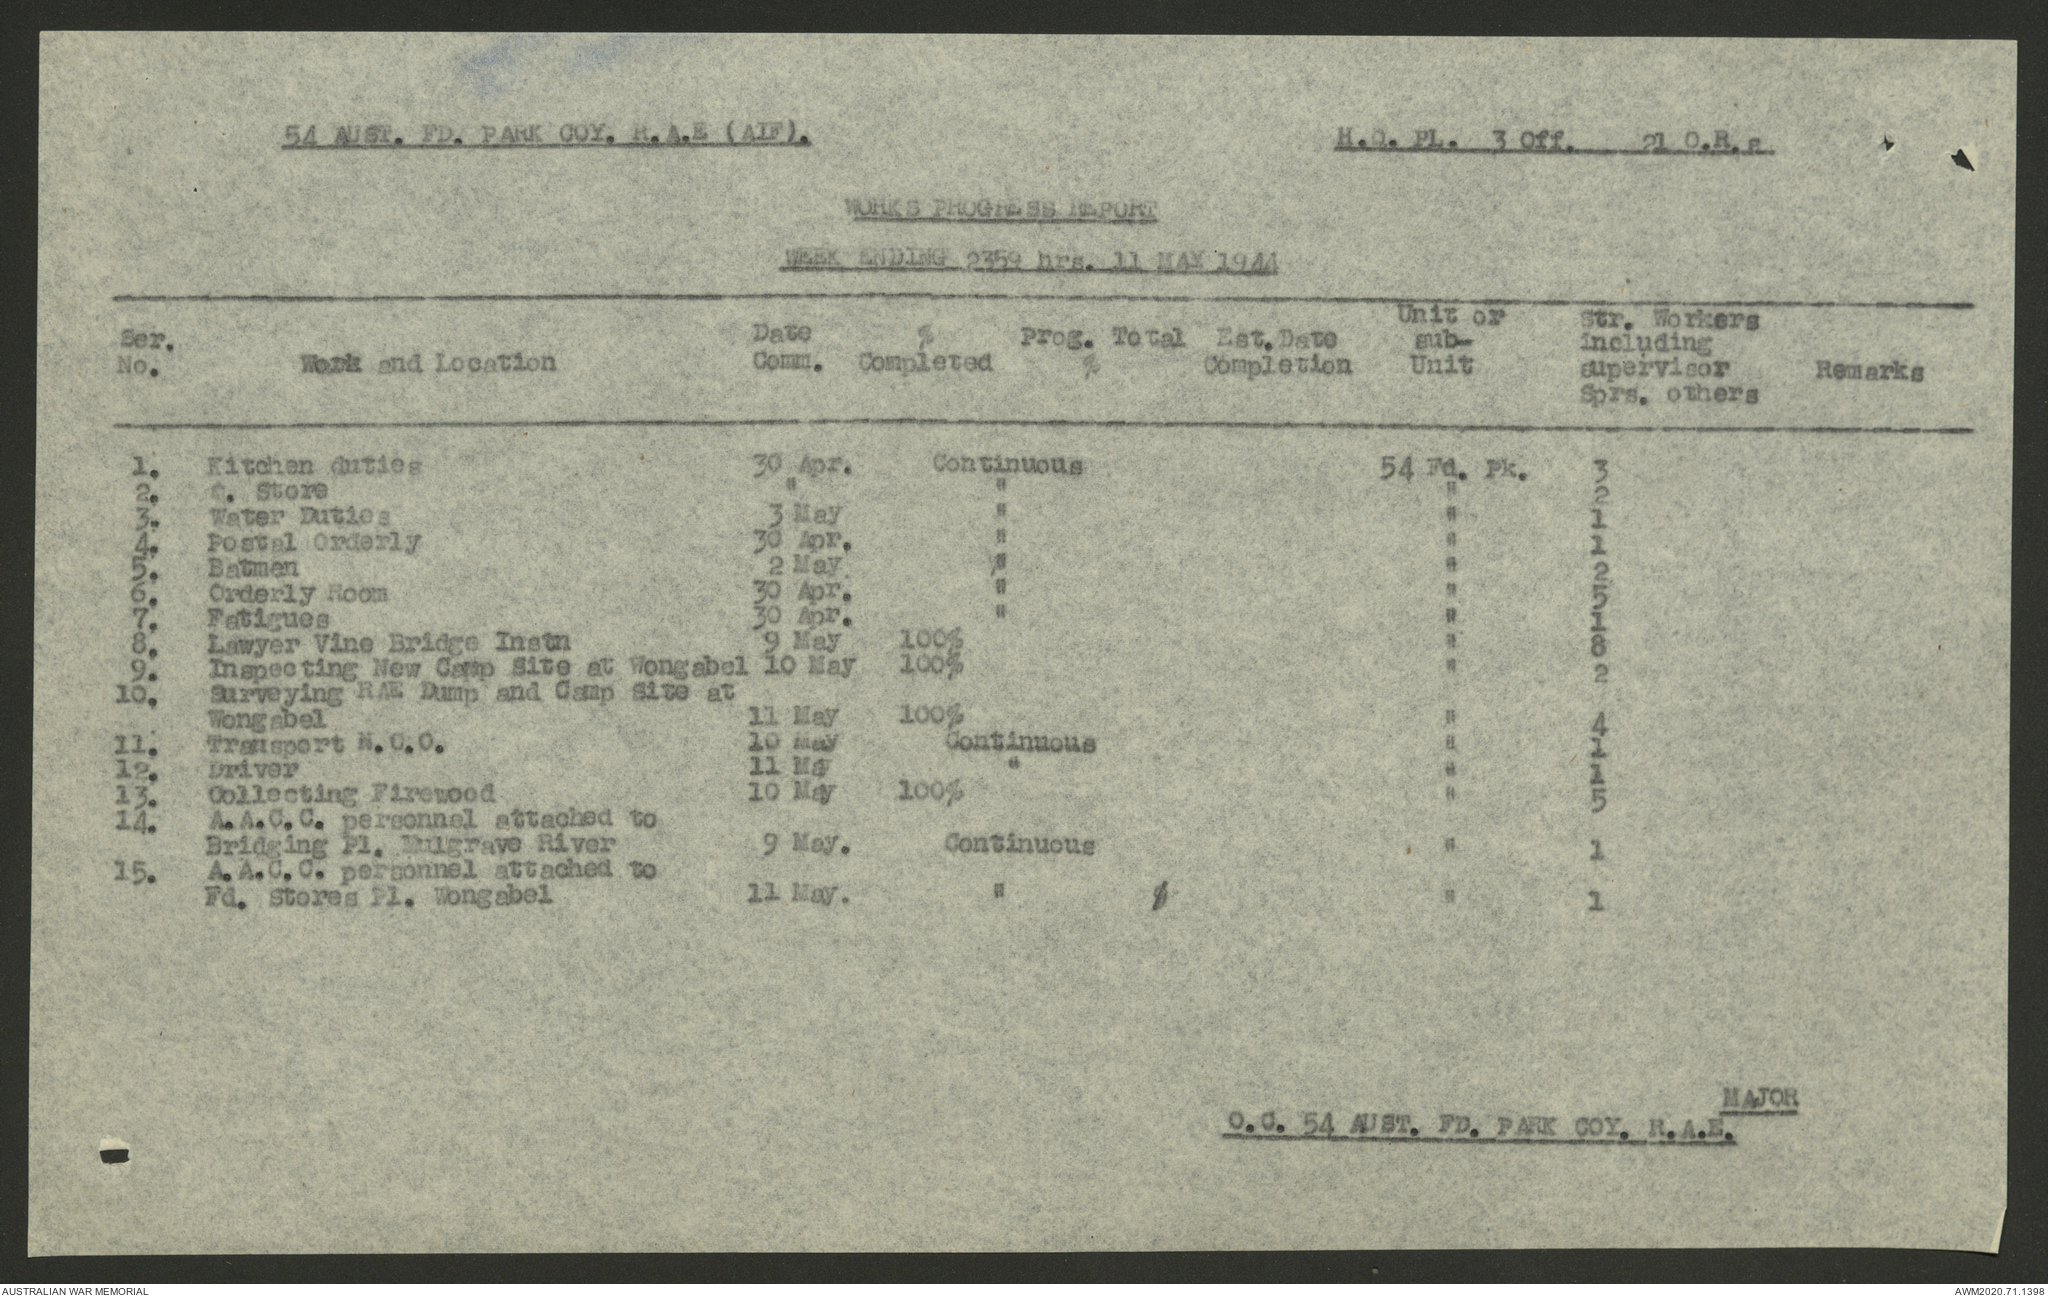 54 AUST. FD. PARK COY. R.A.E (AIF). H.Q. PL. 3 Off. 21 O.R.s
WORKS PROGRESS REPORT
WEEK ENDING 2359 hrs. 11 MAY 1944
Ser. No. Work and Location Date Comm. % Completed Prog. Total % Est. Date Completion Unit or sub-Unit Str. Workers including supervisor Sprs. others Remarks
1. Kitchen duties 30 Apr. Continuous 54 Fd. Pk. 3
2. Store " " " 2
3. Water Duties 3 May " " 1
4. Postal Orderly 30 Apr. " " 1
5. Batmen 2 May " " 2
6. Orderly Room 30 Apr. " " 5
7. Fatigues 30 Apr. " " 1
8. Lawyer Vine Bridge Instn 9 May 100% " 8
9. Inspecting New Camp Site at Wongabel 10 May 100% " 2
10. Surveying RAE Dump and Camp Site at
Wongabel 11 May 100% " 4
11. Transport N.C.O. 10 May Continuous " 1
12. Driver 11 Ma " " 1
13. Collecting Firewood 10 May 100% " 5
14. A.A.C.C. personnel attached to
Bridging Pl. Mulgrave River 9 May. Continuous " 1
15. A.A.C.C. personnel attached to
Fd. Stores Pl. Wongabel 11 May. " " 1
MAJOR
O.C. 54 AUST. FD. PARK COY. R.A.E.
AUSTRALIAN WAR MEMORIAL AWM2020.71.1398